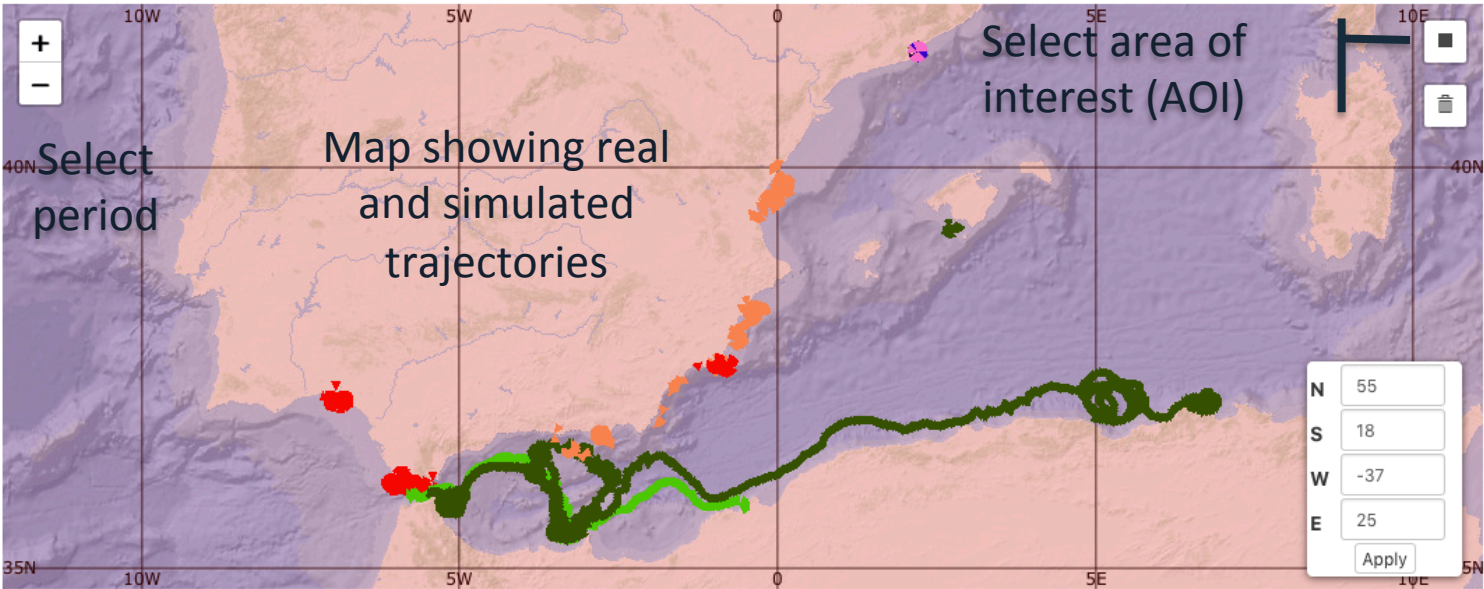 10W
5W
0
5E
10E
+
−
Select area of
interest (AOI)
Select
period
Map showing real
and simulated
trajectories
40N
40N
N 55
S 18
W -37
E 25
Apply
35N
5N
10W
5W
0
5E
10E